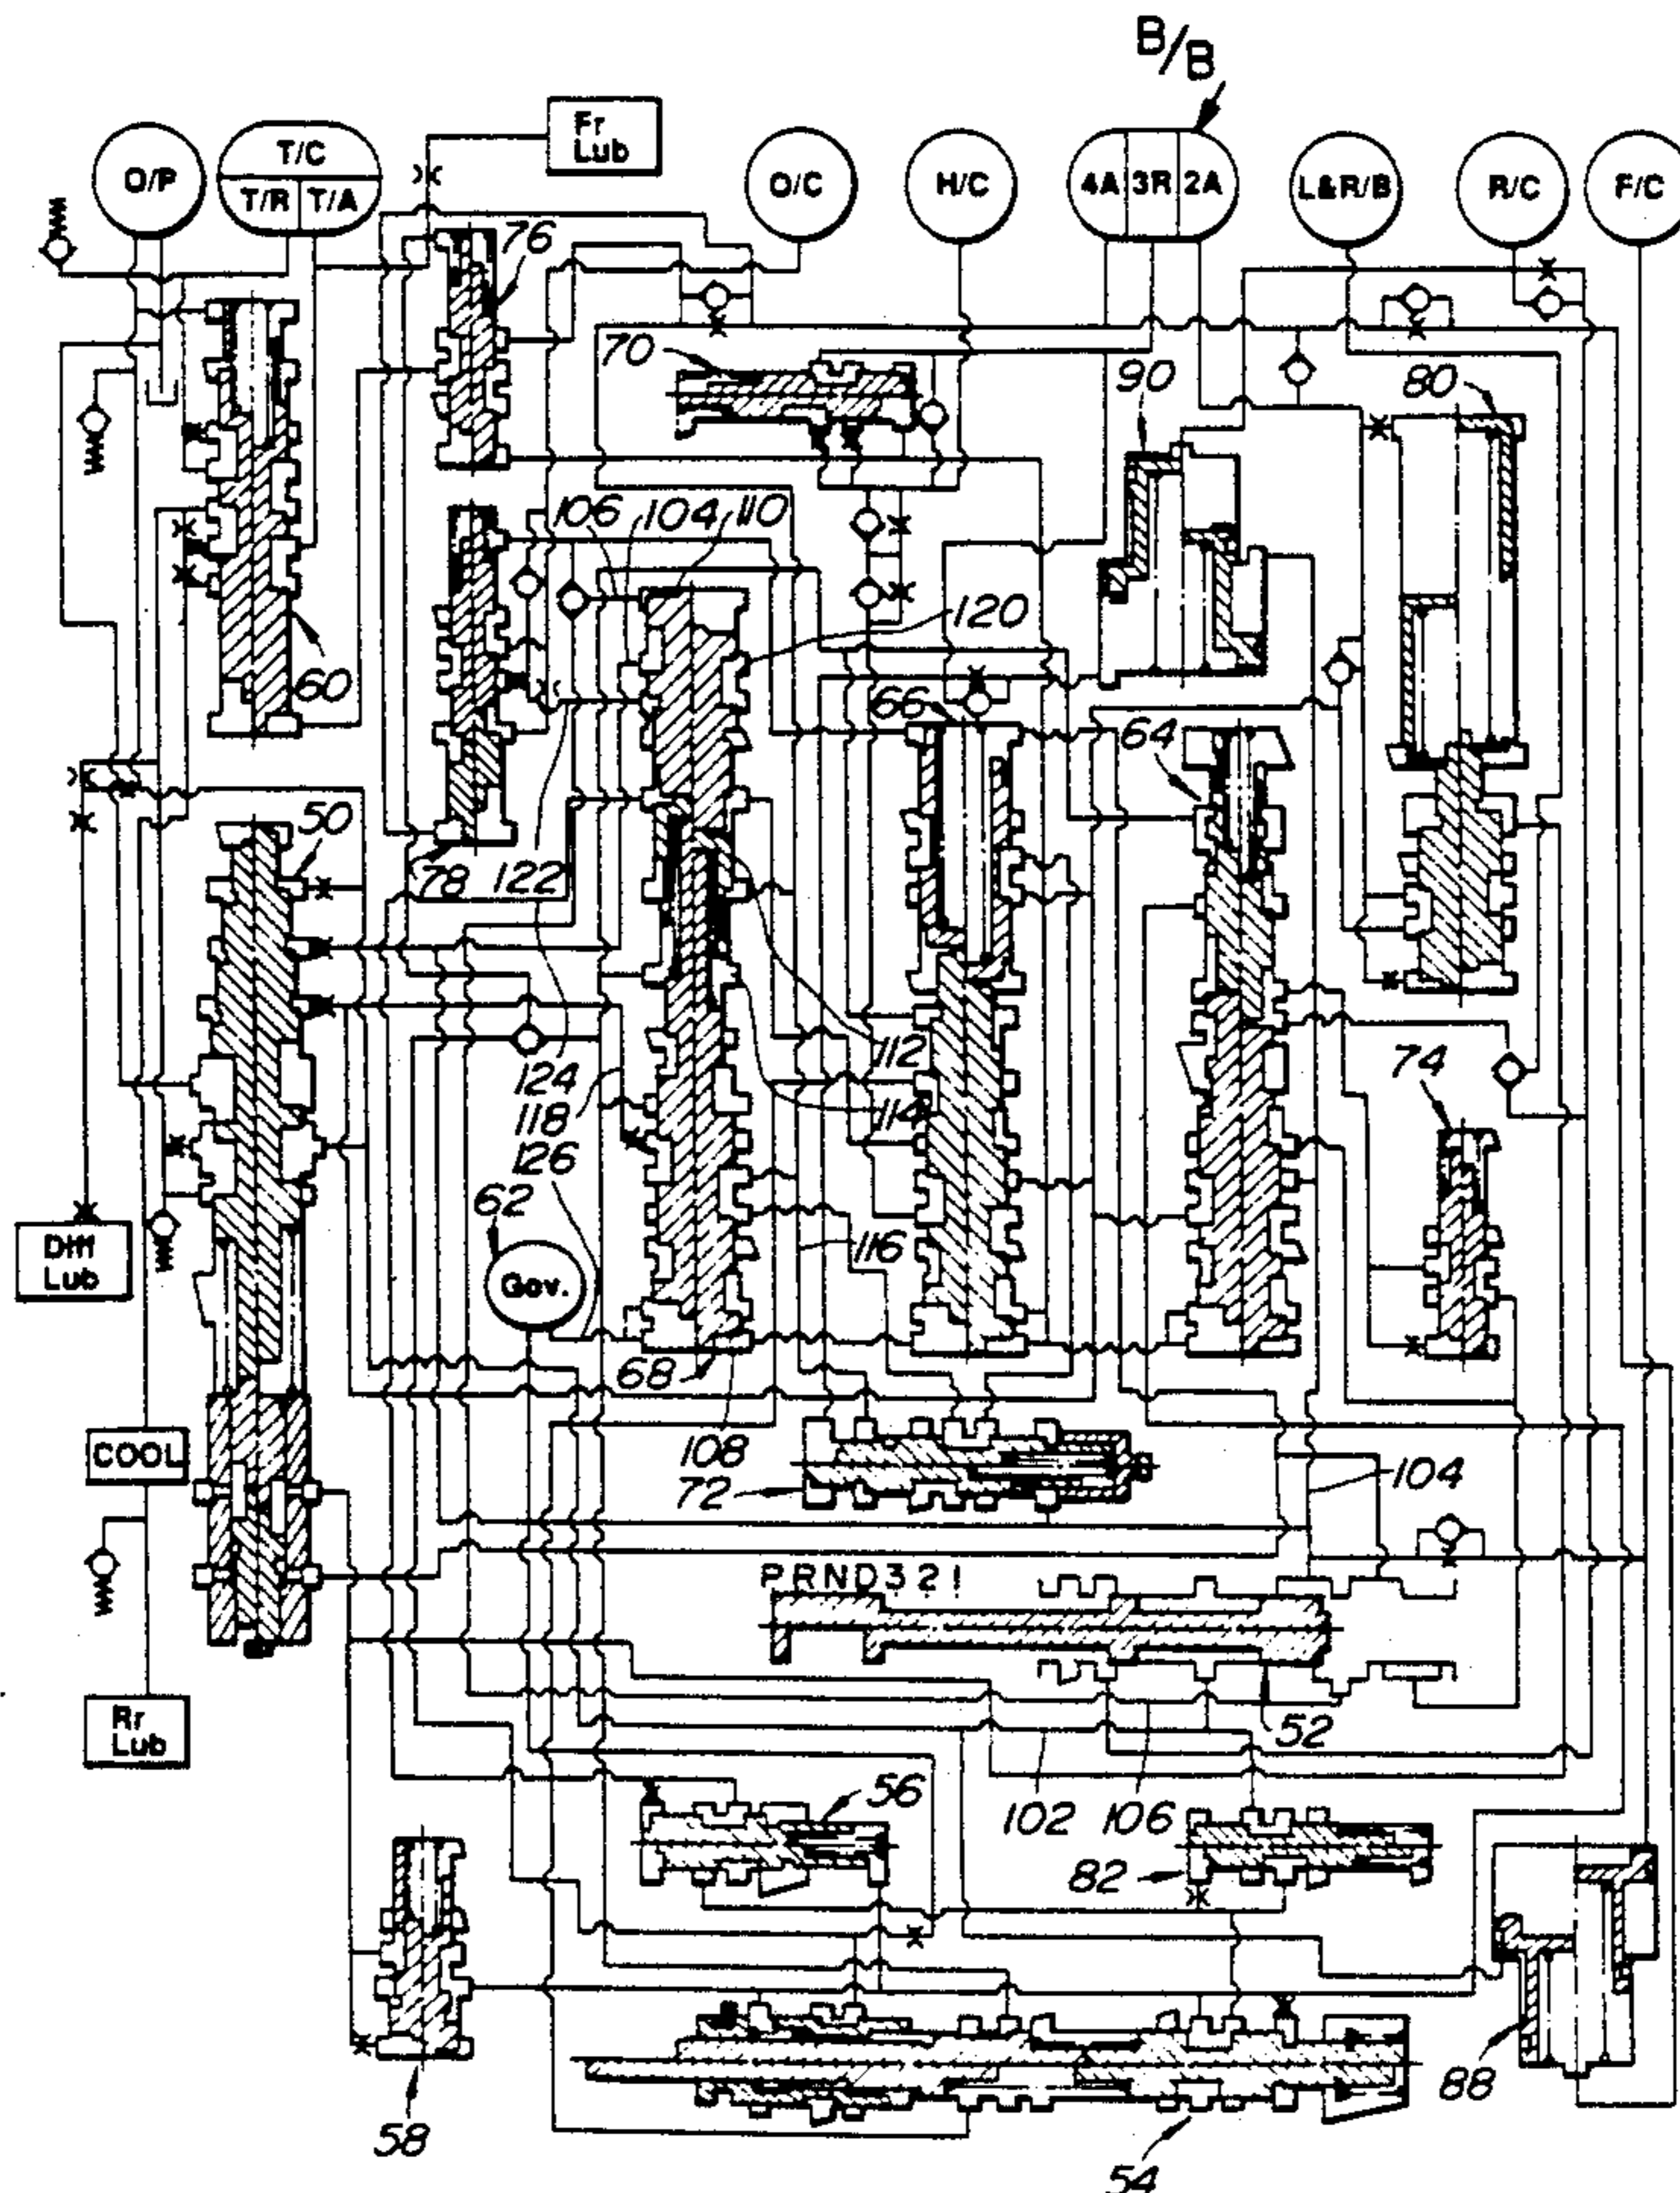 B/B
Fr
Lub
O/P
T/C
T/R T/A
O/C
H/C
4A 3R 2A
L&R/B
R/C
F/C
76
70
90
80
106
104
110
120
60
66
64
50
78
122
112
74
124
118
114
126
62
116
Diff
Lub
Gov.
68
COOL
108
72
104
PRND321
Rr
Lub
52
56
102
106
82
88
58
54